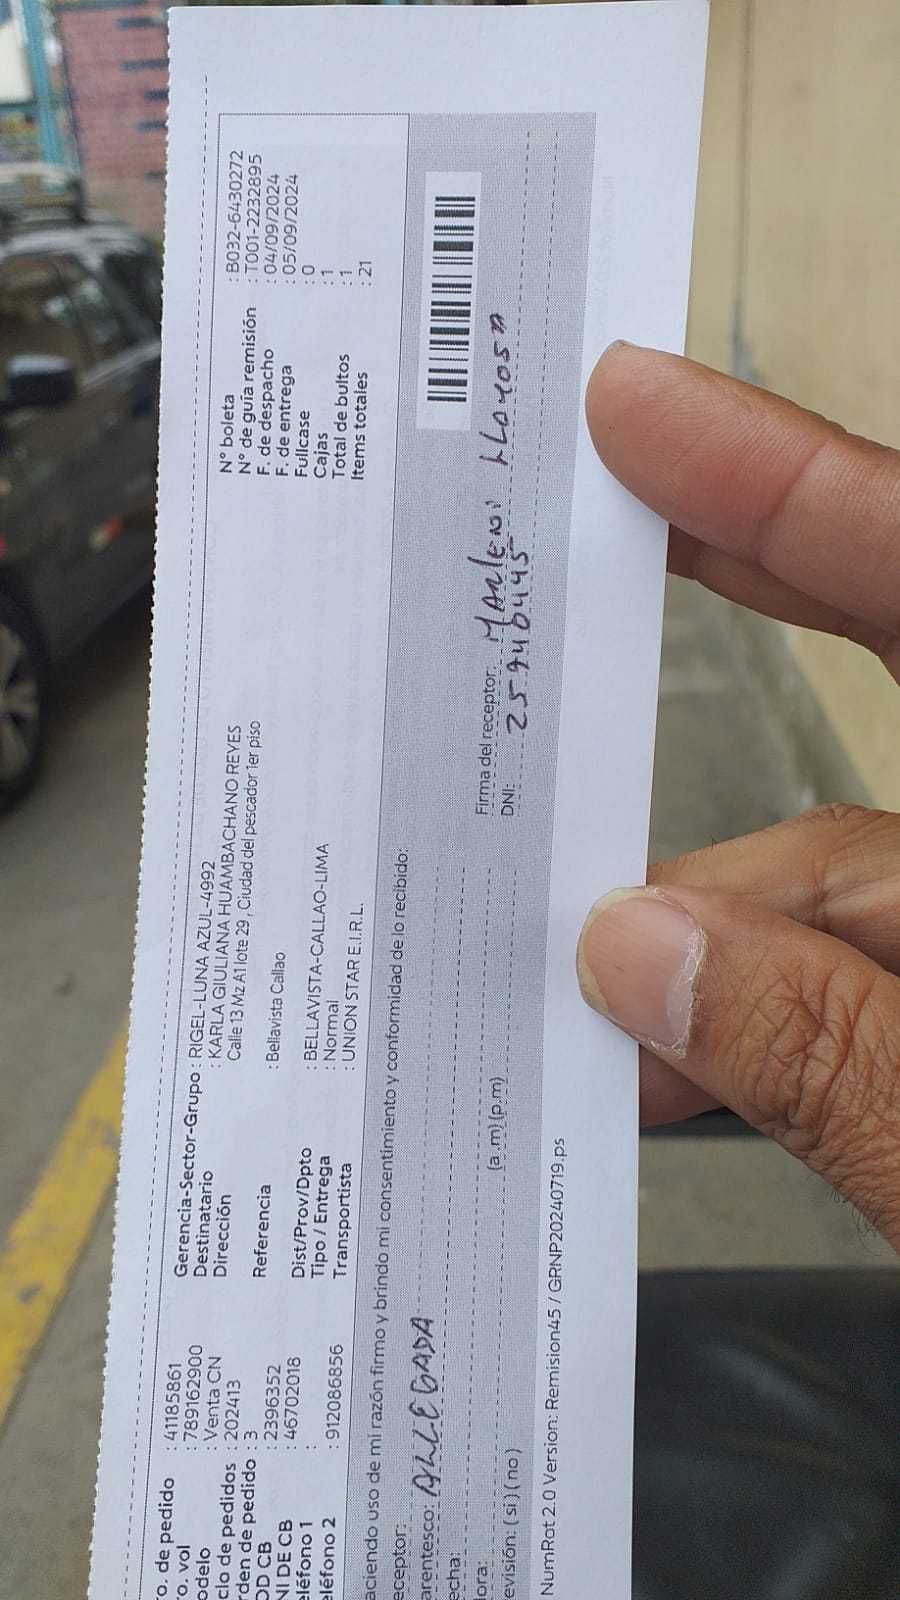 ro. de pedido : 41185861
ro. vol : 789162900
odelo : Venta CN
clo de pedidos : 202413
rden de pedido : 3
OD CB : 2396352
NI DE CB : 46702018
eléfono 1 :
eléfono 2 : 912086856
Gerencia-Sector-Grupo : RIGEL-LUNA AZUL-4992
Destinatario : KARLA GIULIANA HUAMBACHANO REYES
Dirección Calle 13 Mz A1 lote 29 , Ciudad del pescador 1er piso
Referencia : Bellavista Callao
Dist/Prov/Dpto : BELLAVISTA-CALLAO-LIMA
Tipo / Entrega : Normal
Transportista : UNION STAR E.I.R.L.
N° boleta : B032-6430272
N° de guía remisión : T001-2232895
F. de despacho : 04/09/2024
F. de entrega : 05/09/2024
Fullcase : 0
Cajas : 1
Total de bultos : 1
Items totales : 21
aciendo uso de mi razón firmo y brindo mi consentimiento y conformidad de lo recibido:
eceptor:
arentesco: ALLEGADA
echa:
lora: (a .m) (p.m)
evisión: ( si ) ( no )
Firma del receptor: MARLENI
DNI:
NumRot 2.0 Version: Remision45 / GRNP20240719.ps